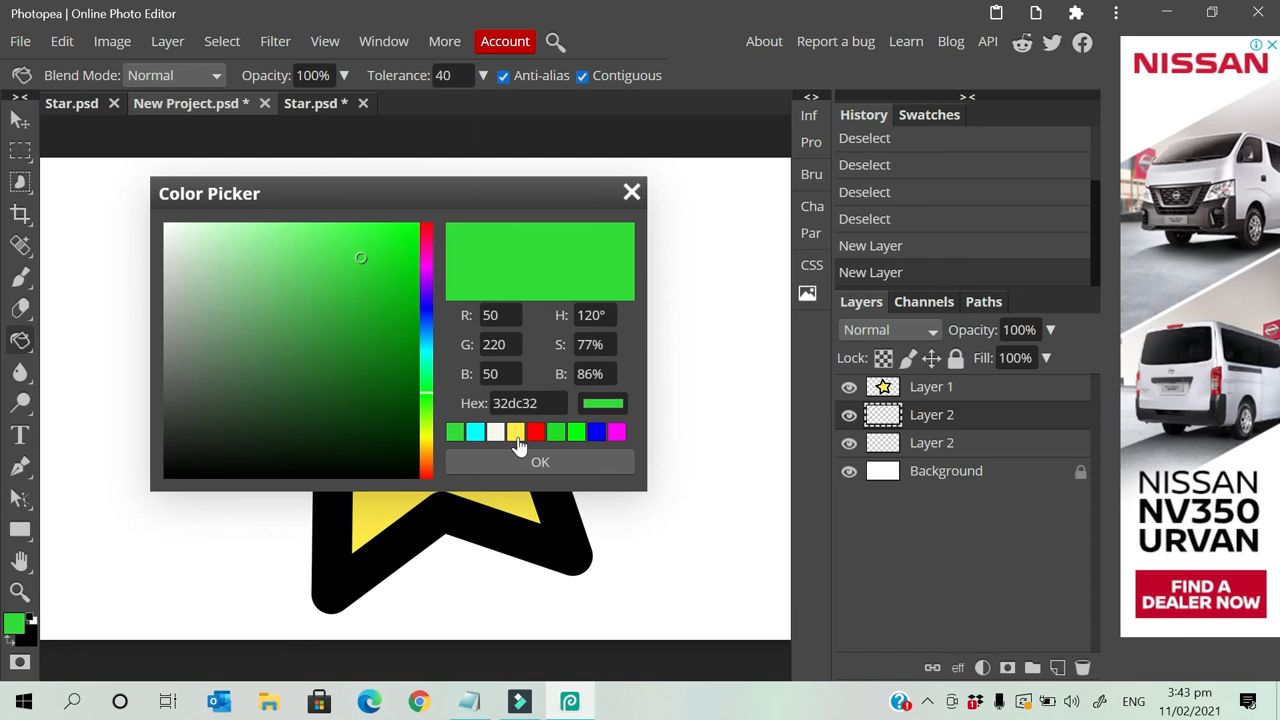 Photopea | Online Photo Editor
File Edit Image Layer Select Filter View Window More Account About Report a bug Learn Blog API
Blend Mode: Normal Opacity: 100% Tolerance: 40 Anti-alias Contiguous
Star.psd New Project.psd * Star.psd *
NISSAN
Inf
Pro
Bru
Cha
Par
CSS
History Swatches
Deselect
Deselect
Deselect
Deselect
New Layer
New Layer
Color Picker
R: 50 H: 120°
G: 220 S: 77%
B: 50 B: 86%
Hex: 32dc32
OK
Layers Channels Paths
Normal Opacity: 100%
Lock: Fill: 100%
Layer 1
Layer 2
Layer 2
Background
eff
NISSAN
NV350
URVAN
FIND A
DEALER NOW
ENG
3:43 pm
11/02/2021